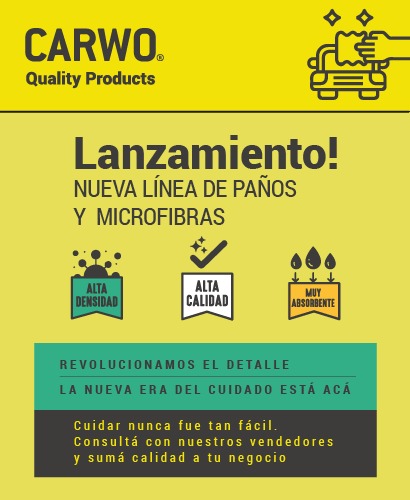 CARWO®
Quality Products
Lanzamiento!
NUEVA LÍNEA DE PAÑOS
Y MICROFIBRAS
ALTA
DENSIDAD
ALTA
CALIDAD
MUY
ABSORBENTE
REVOLUCIONAMOS EL DETALLE
LA NUEVA ERA DEL CUIDADO ESTÁ ACÁ
Cuidar nunca fue tan fácil.
Consultá con nuestros vendedores
y sumá calidad a tu negocio